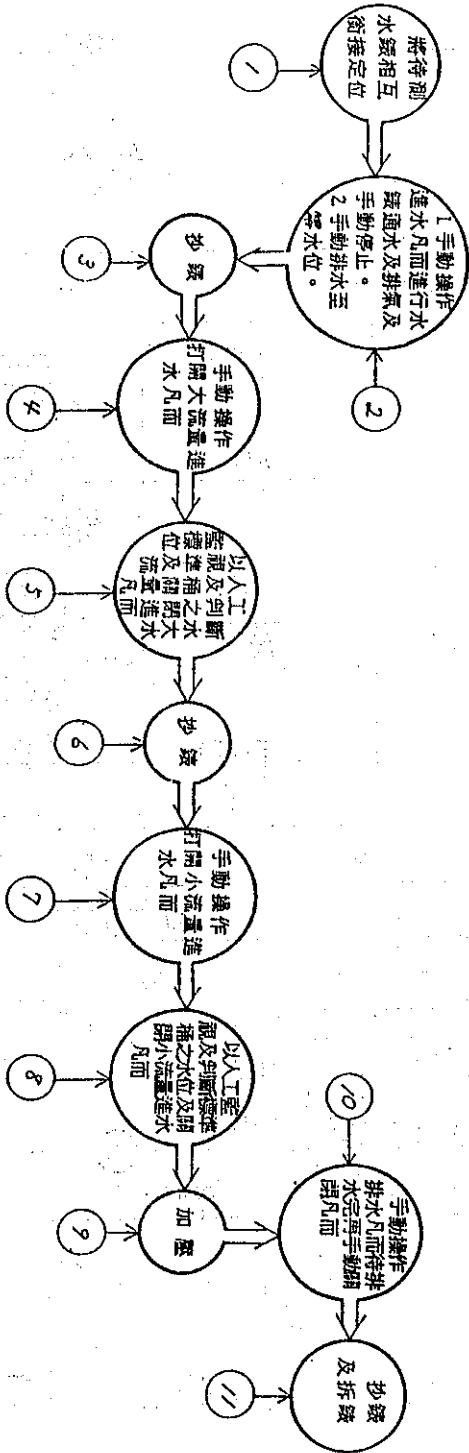 將待測
水錶相互
銜接定位
1
1 手動操作
進水凡而進行水
錶通水及排氣及
手動停止。
2 手動排水至
水位。
2
抄錶
3
手動操作
打開大流量進
水凡而
4
以人工
監視及判斷
標準桶之水
位及關閉大
流量進水
凡而
5
抄錶
6
手動操作
打開小流量進
水凡而
7
以人工監
視及判斷標準
桶之水位及關
閉小流量進水
凡而
8
加壓
9
手動操作
排水凡而待排
水完再手動關
閉凡而
10
抄錶
及拆錶
11